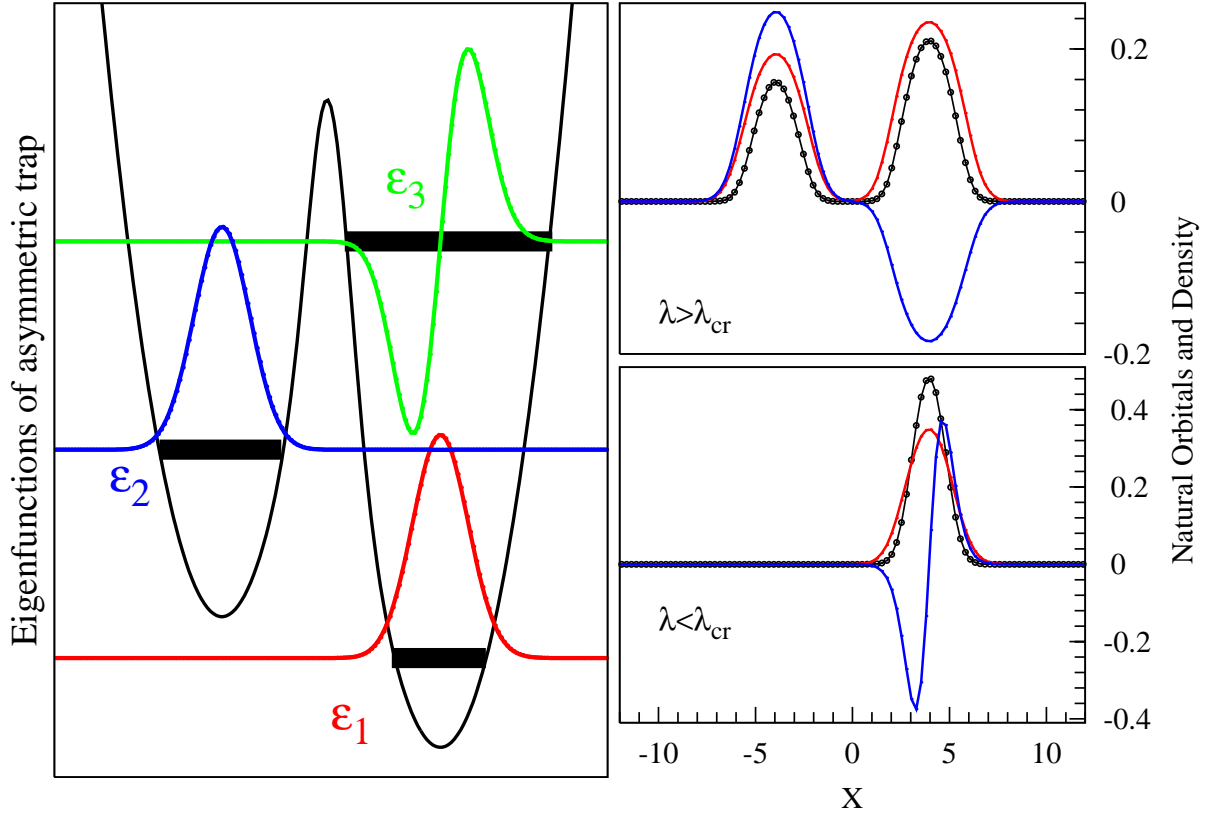 Eigenfunctions of asymmetric trap
ε3
ε2
ε1
λ>λcr
0.2
0
-0.2
λ<λcr
0.4
0.2
0
-0.2
-0.4
-10
-5
0
5
10
X
Natural Orbitals and Density